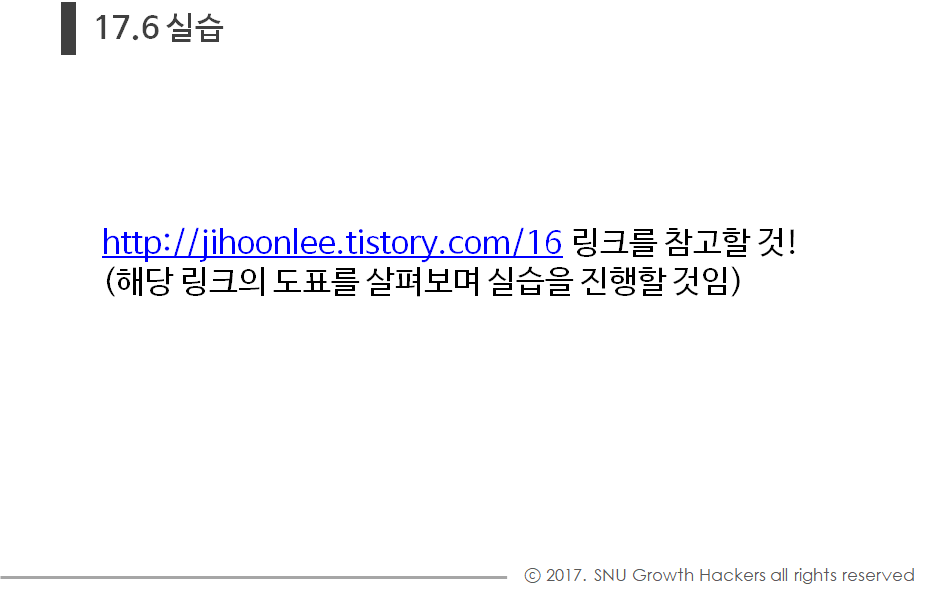 17.6 실습
http://jihoonlee.tistory.com/16 링크를 참고할 것!
(해당 링크의 도표를 살펴보며 실습을 진행할 것임)
ⓒ 2017. SNU Growth Hackers all rights reserved